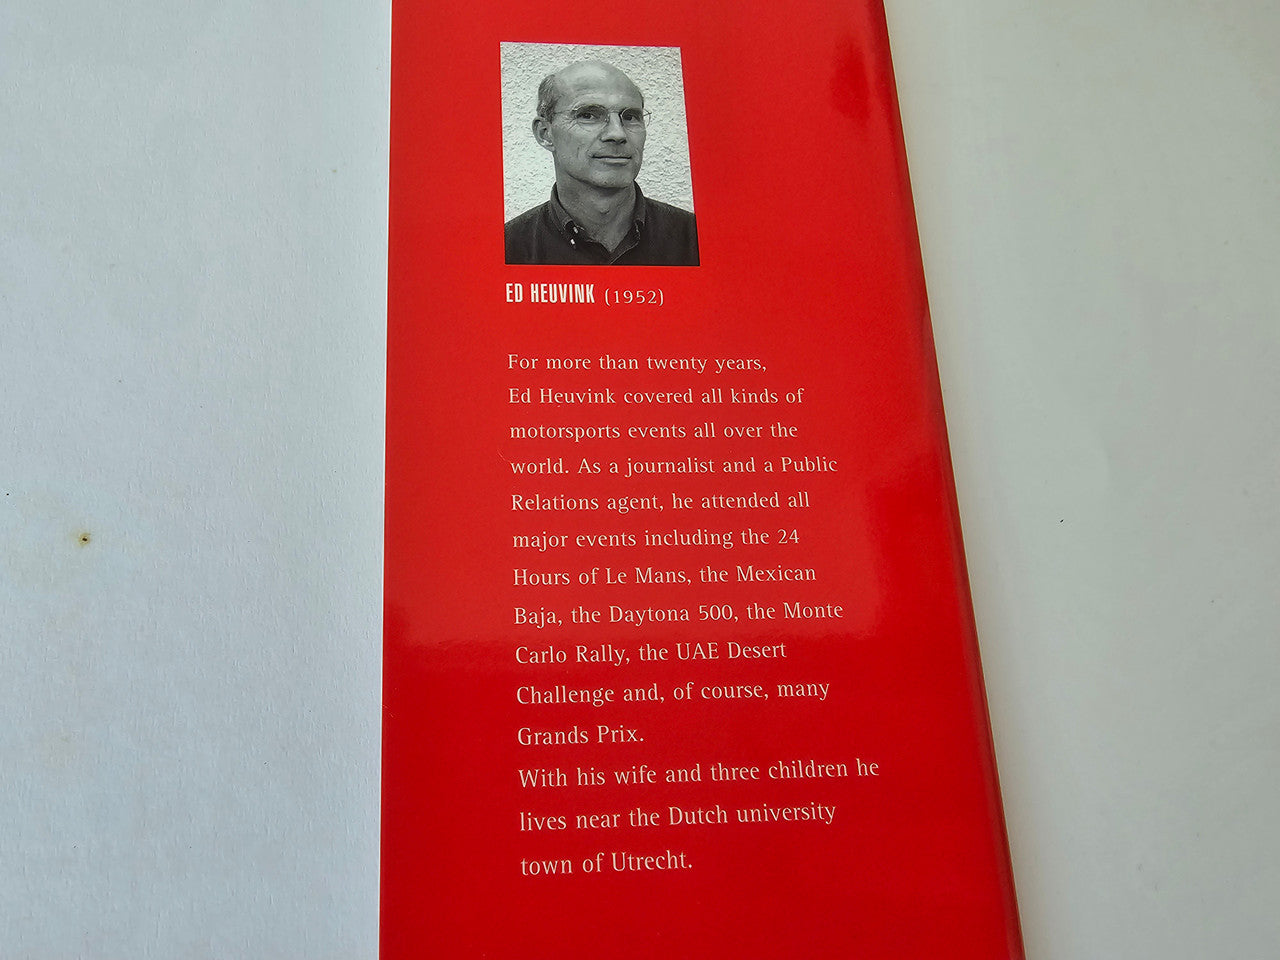 ED HEUVINK (1952)
For more than twenty years,
Ed Heuvink covered all kinds of
motorsports events all over the
world. As a journalist and a Public
Relations agent, he attended all
major events including the 24
Hours of Le Mans, the Mexican
Baja, the Daytona 500, the Monte
Carlo Rally, the UAE Desert
Challenge and, of course, many
Grands Prix.
With his wife and three children he
lives near the Dutch university
town of Utrecht.